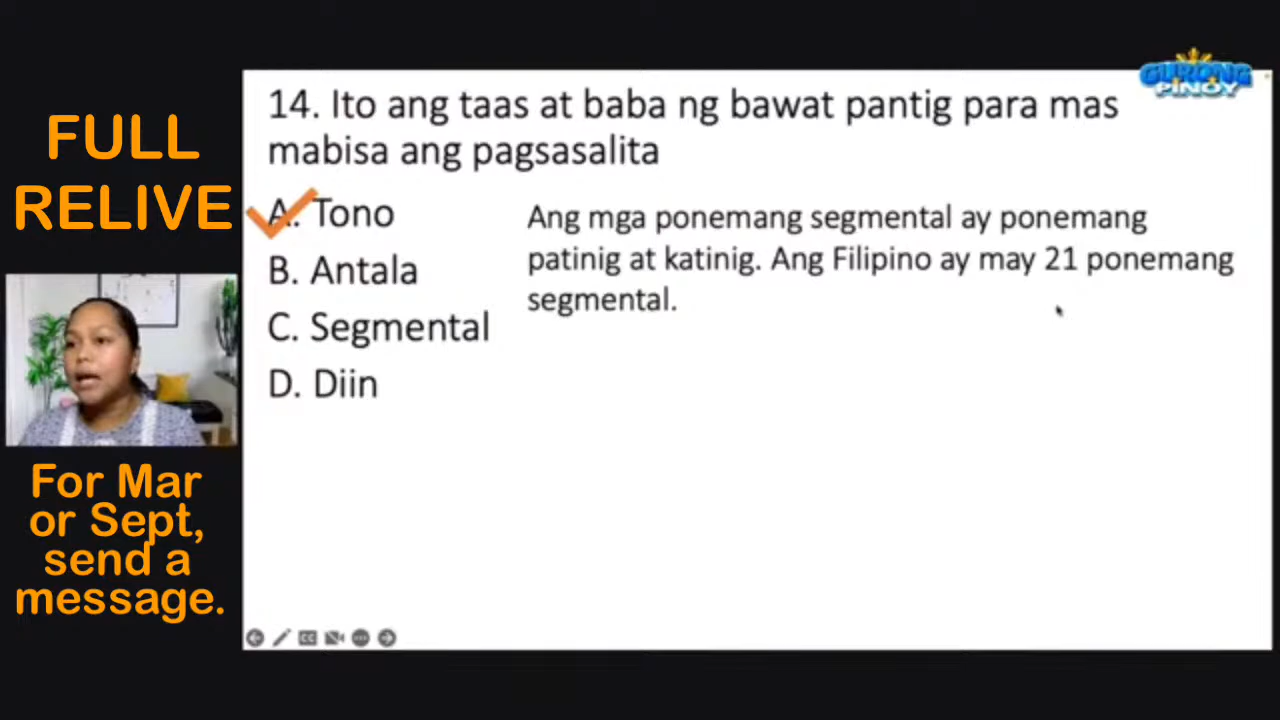 FULL
RELIVE
For Mar
or Sept,
send a
message.
GURONG
PINOY
14. Ito ang taas at baba ng bawat pantig para mas
mabisa ang pagsasalita
A. Tono
B. Antala
C. Segmental
D. Diin
Ang mga ponemang segmental ay ponemang
patinig at katinig. Ang Filipino ay may 21 ponemang
segmental.